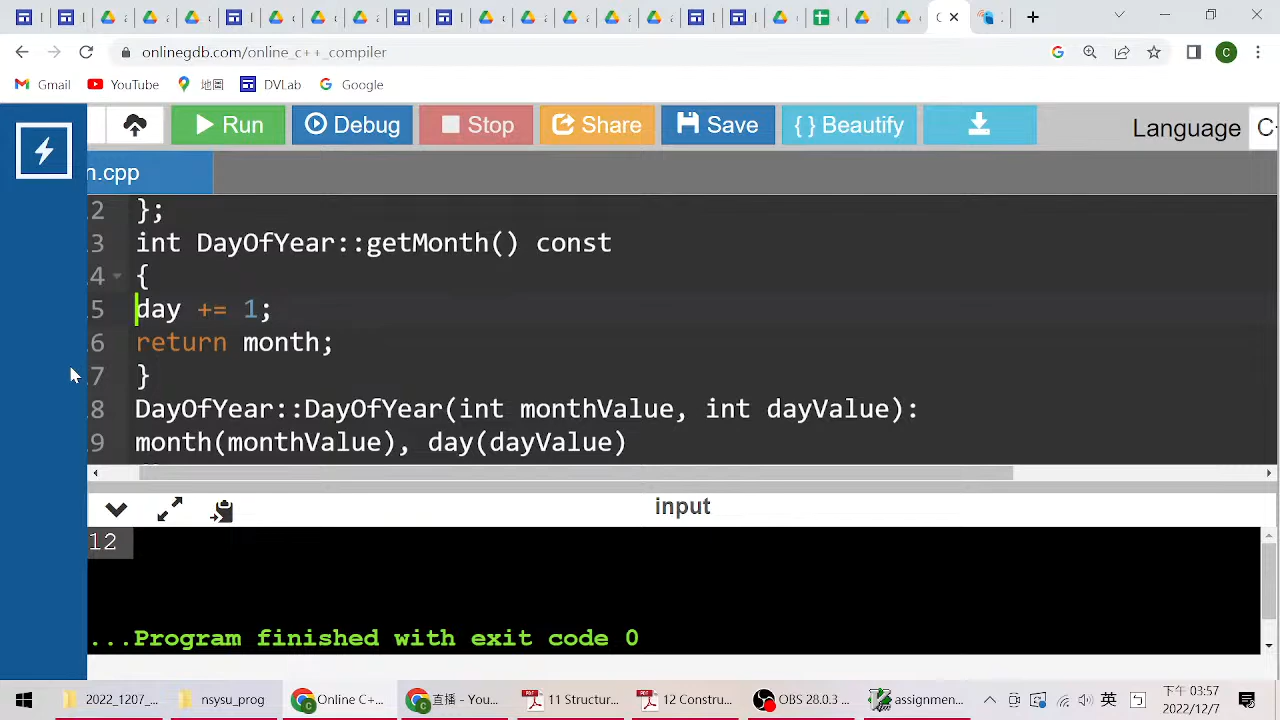 onlinegdb.com/online_c++_compiler
C
Gmail YouTube 地圖 DVLab Google
Run Debug Stop Share Save { } Beautify Language C
n.cpp
2 };
3 int DayOfYear::getMonth() const
4 {
5 day += 1;
6 return month;
7 }
8 DayOfYear::DayOfYear(int monthValue, int dayValue):
9 month(monthValue), day(dayValue)
input
12
...Program finished with exit code 0
2022_1207... nsysu_prog Online C+... 直播 - You... 11 Structur... 12 Constru... OBS 28.0.3 ... assignmen... 英 下午 03:57
2022/12/7